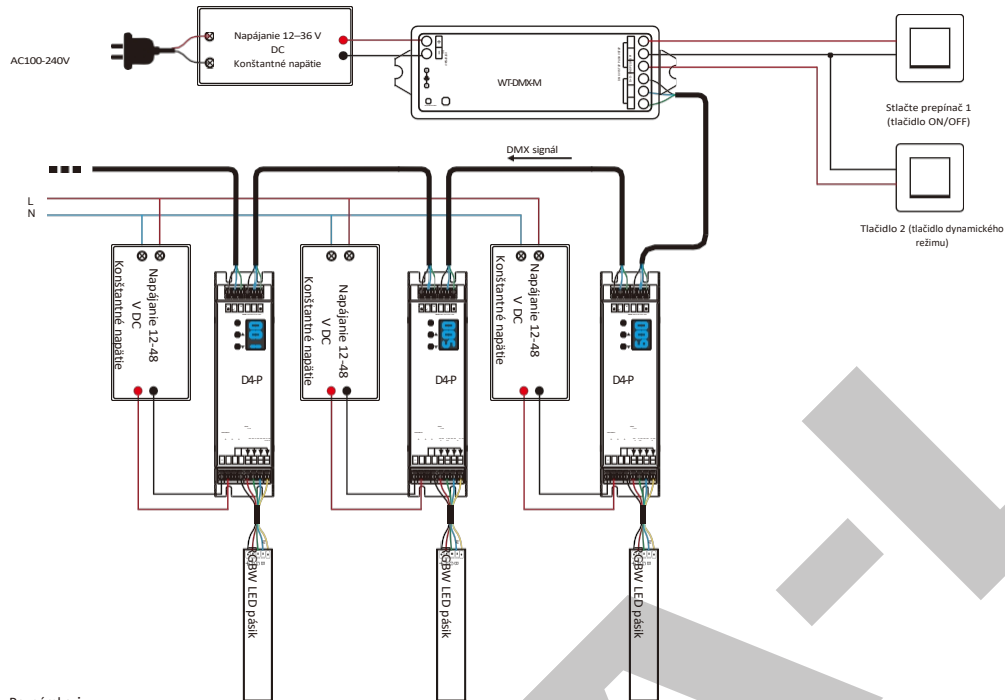 AC100-240V
Napájanie 12–36 V
DC
Konštantné napätie
WT-DMX-M
Stlačte prepínač 1
(tlačidlo ON/OFF)
Tlačidlo 2 (tlačidlo dynamického
režimu)
DMX signál
L
N
Napájanie 12-48
V DC
Konštantné napätie
001
D4-P
Napájanie 12-48
V DC
Konštantné napätie
005
D4-P
Napájanie 12-48
V DC
Konštantné napätie
009
D4-P
RGBW LED pásik
RGBW LED pásik
RGBW LED pásik